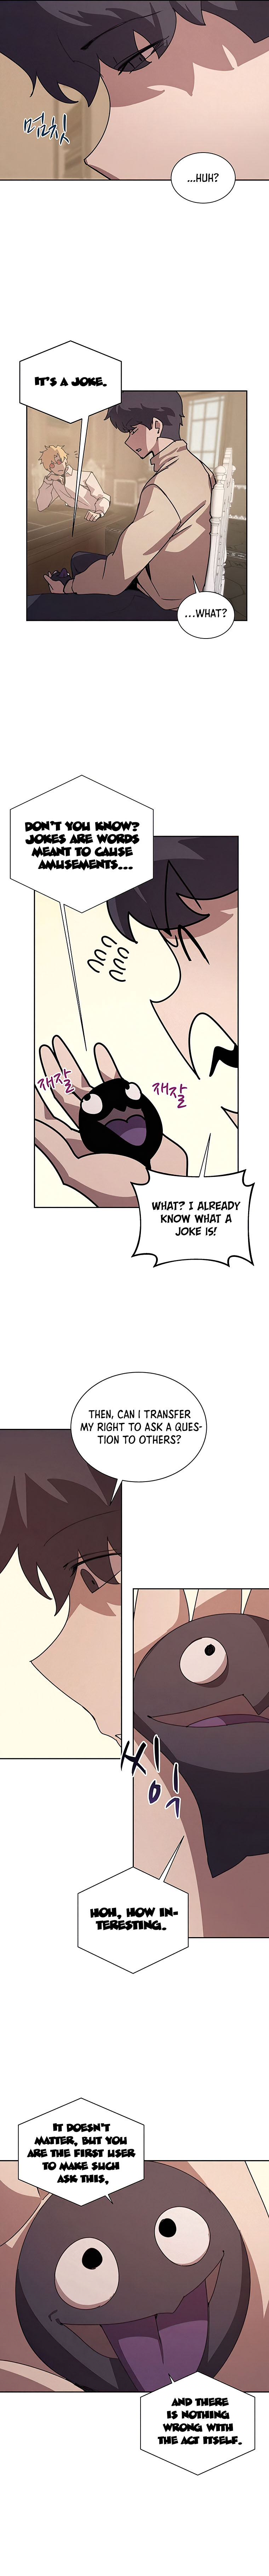 멈칫
...HUH?
IT'S A JOKE.
...WHAT?
DON'T YOU KNOW?
JOKES ARE WORDS
MEANT TO CAUSE
AMUSEMENTS...
재잘
재잘
WHAT? I ALREADY
KNOW WHAT A
JOKE IS!
THEN, CAN I TRANSFER
MY RIGHT TO ASK A QUES-
TION TO OTHERS?
씨익
HOH, HOW IN-
TERESTING.
IT DOESN'T
MATTER, BUT YOU
ARE THE FIRST USER
TO MAKE SUCH
ASK THIS,
AND THERE
IS NOTHING
WRONG WITH
THE ACT ITSELF.